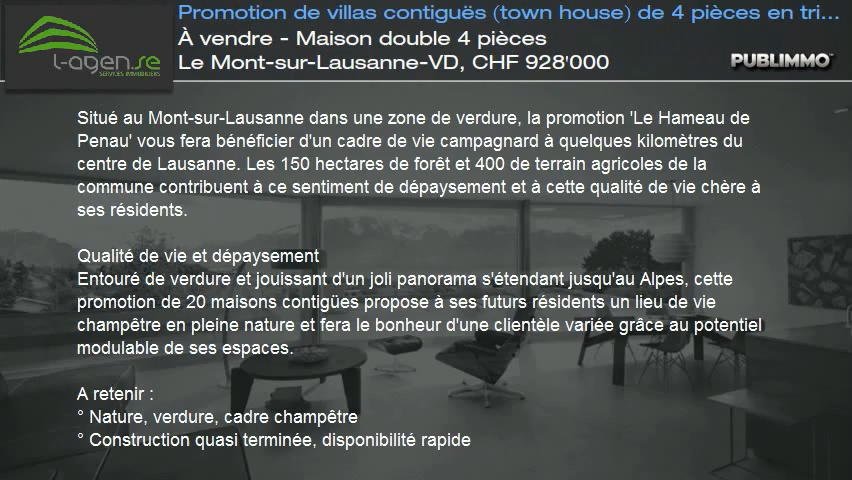 Promotion de villas contiguës (town house) de 4 pièces en tri...
À vendre - Maison double 4 pièces
Le Mont-sur-Lausanne-VD, CHF 928'000
l-agen.se
SERVICES IMMOBILIERS
PUBLIMMO™
Situé au Mont-sur-Lausanne dans une zone de verdure, la promotion 'Le Hameau de
Penau' vous fera bénéficier d'un cadre de vie campagnard à quelques kilomètres du
centre de Lausanne. Les 150 hectares de forêt et 400 de terrain agricoles de la
commune contribuent à ce sentiment de dépaysement et à cette qualité de vie chère à
ses résidents.
Qualité de vie et dépaysement
Entouré de verdure et jouissant d'un joli panorama s'étendant jusqu'au Alpes, cette
promotion de 20 maisons contigües propose à ses futurs résidents un lieu de vie
champêtre en pleine nature et fera le bonheur d'une clientèle variée grâce au potentiel
modulable de ses espaces.
A retenir :
° Nature, verdure, cadre champêtre
° Construction quasi terminée, disponibilité rapide